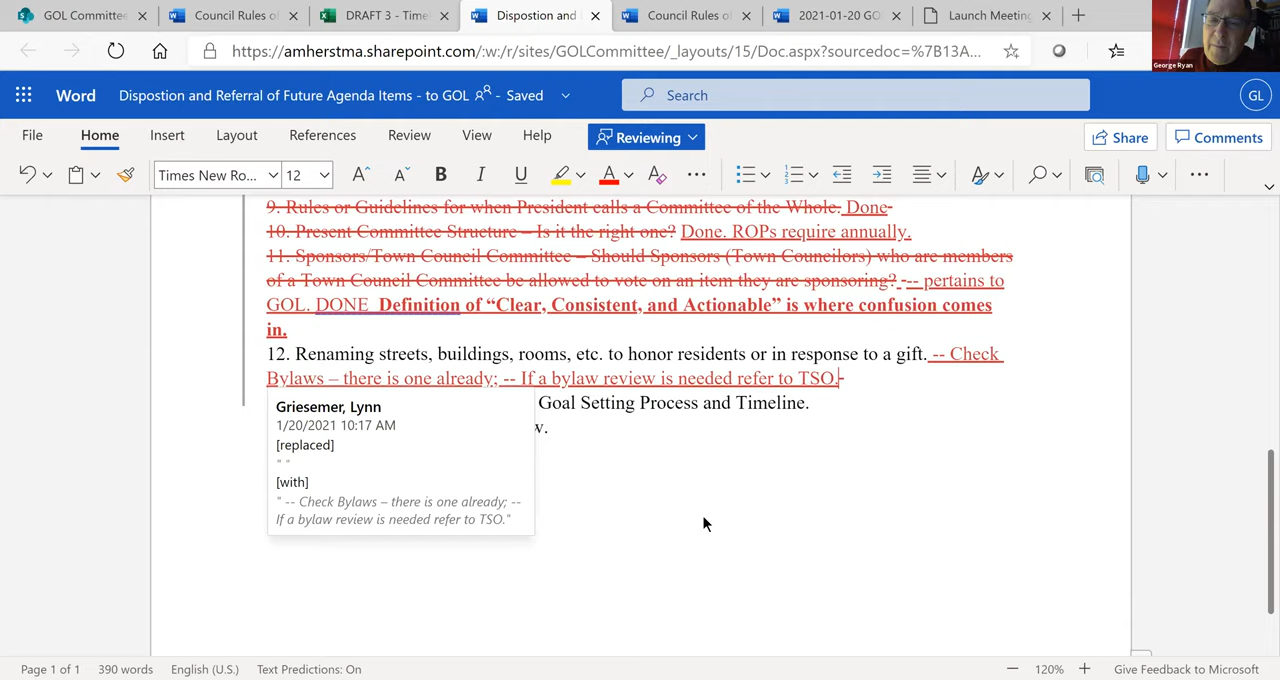 GOL Committee
Council Rules of
DRAFT 3 - Time
Dispostion and
Council Rules of
2021-01-20 GO
Launch Meeting
https://amherstma.sharepoint.com/:w:/r/sites/GOLCommittee/_layouts/15/Doc.aspx?sourcedoc=%7B13A...
George Ryan
Word
Dispostion and Referral of Future Agenda Items - to GOL - Saved
Search
GL
File Home Insert Layout References Review View Help Reviewing Share Comments
Times New Ro... 12
9. Rules or Guidelines for when President calls a Committee of the Whole. Done
10. Present Committee Structure – Is it the right one? Done. ROPs require annually.
11. Sponsors/Town Council Committee – Should Sponsors (Town Councilors) who are members
of a Town Council Committee be allowed to vote on an item they are sponsoring? -- pertains to
GOL. DONE Definition of “Clear, Consistent, and Actionable” is where confusion comes
in.
12. Renaming streets, buildings, rooms, etc. to honor residents or in response to a gift. -- Check
Bylaws – there is one already; -- If a bylaw review is needed refer to TSO.
Goal Setting Process and Timeline.
w.
Griesemer, Lynn
1/20/2021 10:17 AM
[replaced]
" "
[with]
" -- Check Bylaws – there is one already; --
If a bylaw review is needed refer to TSO."
Page 1 of 1 390 words English (U.S.) Text Predictions: On
120% Give Feedback to Microsoft